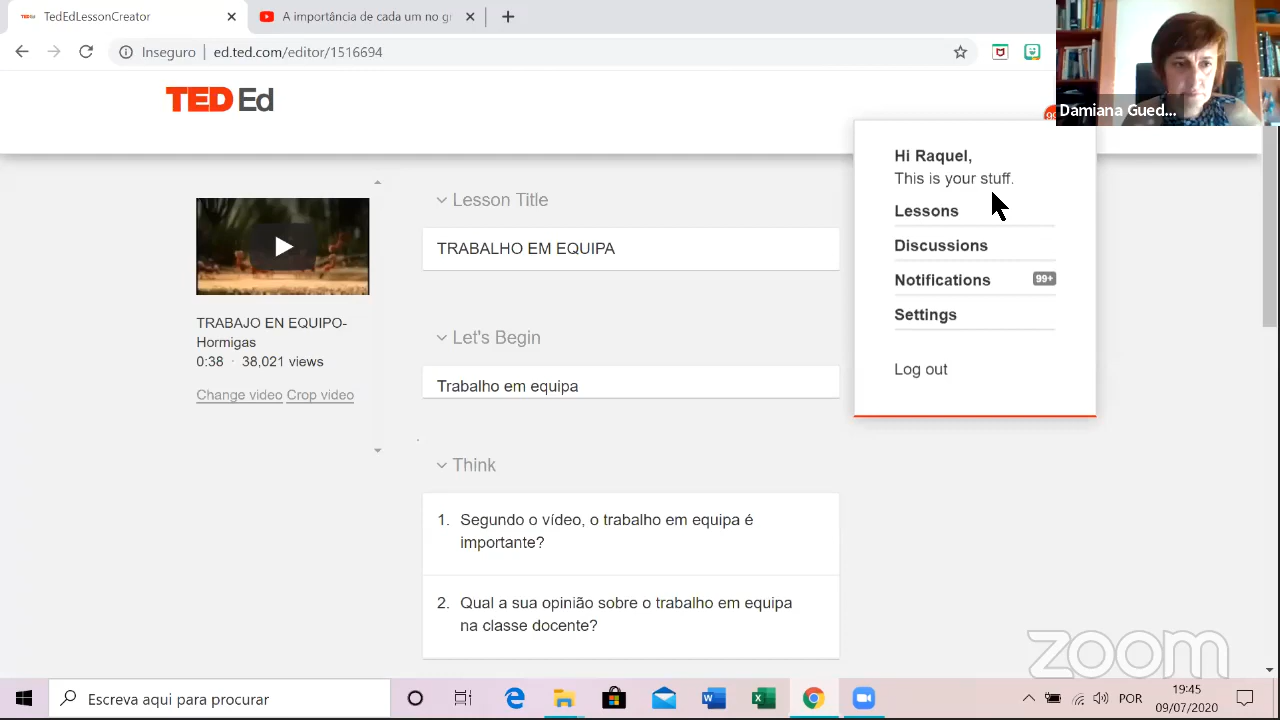 TED Ed TedEdLessonCreator
A importância de cada um no gr
Inseguro
ed.ted.com/editor/1516694
Damiana Gued...
TED Ed
Hi Raquel,
This is your stuff.
Lessons
Discussions
Notifications 99+
Settings
Log out
TRABAJO EN EQUIPO-
Hormigas
0:38 · 38,021 views
Change video Crop video
Lesson Title
TRABALHO EM EQUIPA
Let's Begin
Trabalho em equipa
Think
1. Segundo o vídeo, o trabalho em equipa é
importante?
2. Qual a sua opinião sobre o trabalho em equipa
na classe docente?
zoom
Escreva aqui para procurar
POR
19:45
09/07/2020